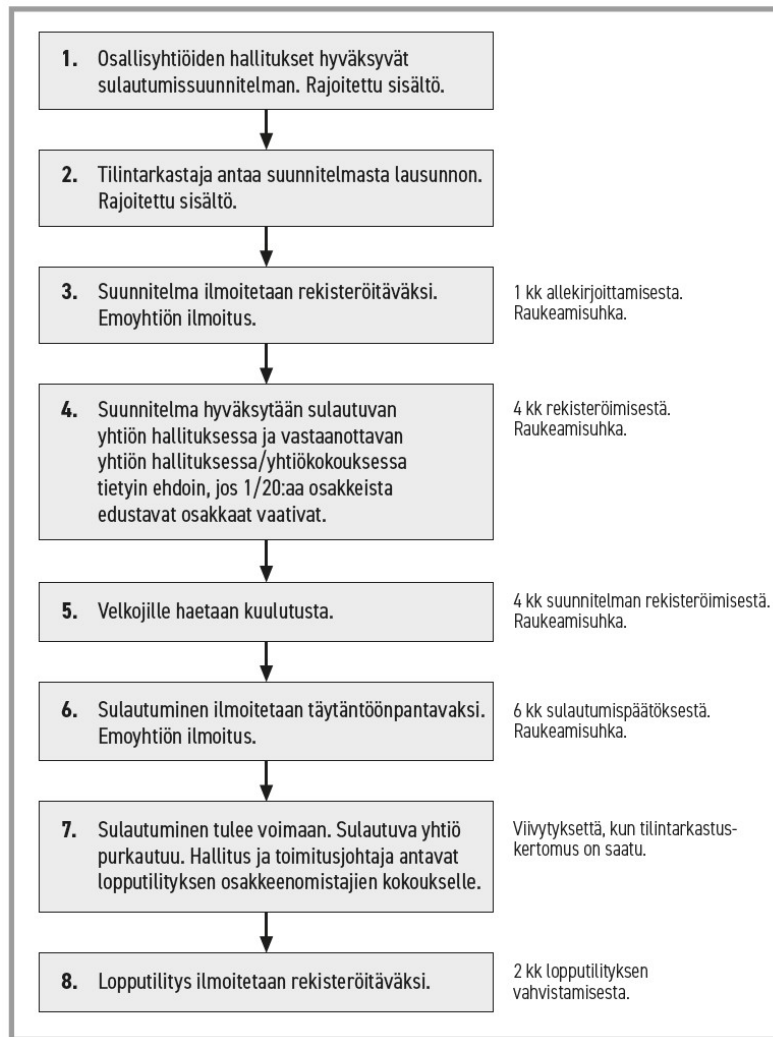 1. Osallisyhtiöiden hallitukset hyväksyvät
sulautumissuunnitelman. Rajoitettu sisältö.
2. Tilintarkastaja antaa suunnitelmasta lausunnon.
Rajoitettu sisältö.
3. Suunnitelma ilmoitetaan rekisteröitäväksi.
Emoyhtiön ilmoitus.
1 kk allekirjoittamisesta.
Raukeamisuhka.
4. Suunnitelma hyväksytään sulautuvan
yhtiön hallituksessa ja vastaanottavan
yhtiön hallituksessa/yhtiökokouksessa
tietyin ehdoin, jos 1/20:aa osakkeista
edustavat osakkaat vaativat.
4 kk rekisteröimisestä.
Raukeamisuhka.
5. Velkojille haetaan kuulutusta.
4 kk suunnitelman rekisteröimisestä.
Raukeamisuhka.
6. Sulautuminen ilmoitetaan täytäntöönpantavaksi.
Emoyhtiön ilmoitus.
6 kk sulautumispäätöksestä.
Raukeamisuhka.
7. Sulautuminen tulee voimaan. Sulautuva yhtiö
purkautuu. Hallitus ja toimitusjohtaja antavat
lopputilityksen osakkeenomistajien kokoukselle.
Viivytyksettä, kun tilintarkastus-
kertomus on saatu.
8. Lopputilitys ilmoitetaan rekisteröitäväksi.
2 kk lopputilityksen
vahvistamisesta.